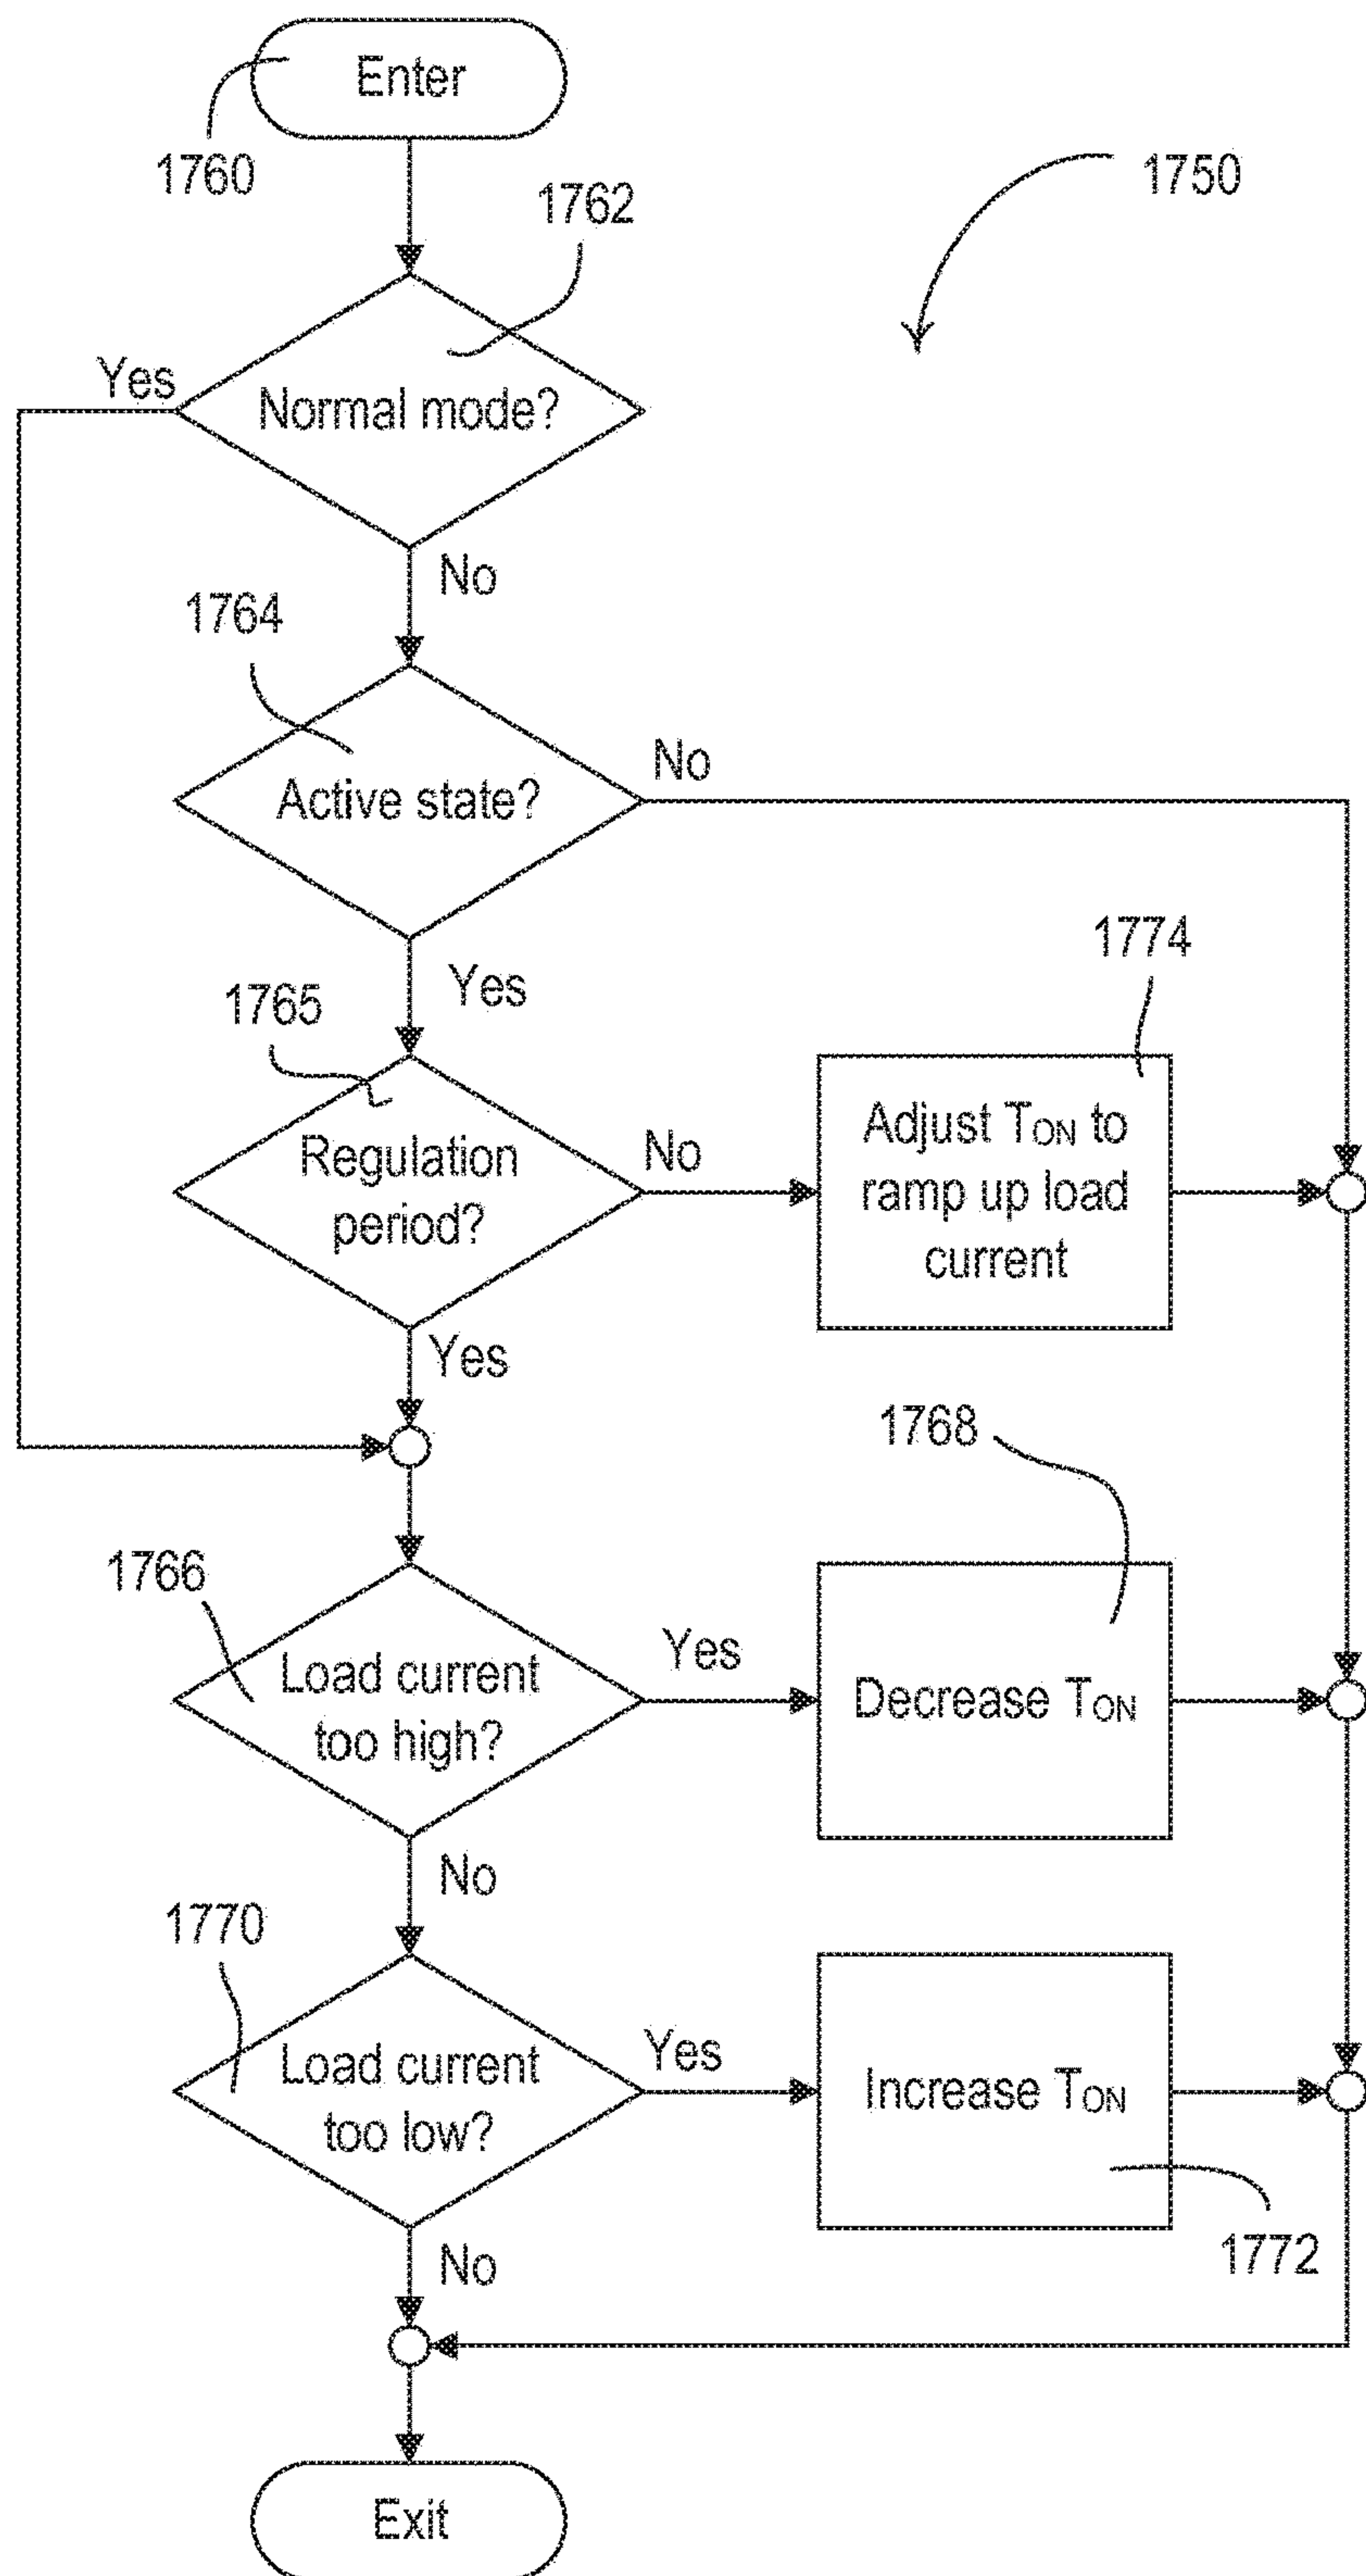 Enter
1760
1750
1762
Yes
Normal mode?
No
1764
No
Active state?
1774
Yes
1765
Regulation
period?
No
Adjust TON to
ramp up load
current
Yes
1768
1766
Yes
Load current
too high?
Decrease TON
No
1770
Yes
Load current
too low?
Increase TON
No
1772
Exit